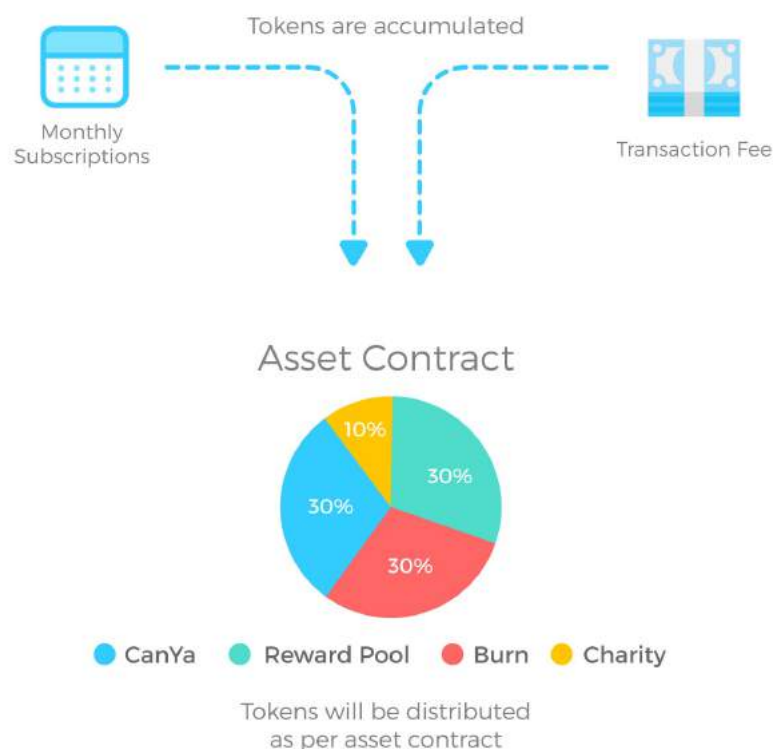 Tokens are accumulated
Monthly
Subscriptions
Transaction Fee
Asset Contract
10%
30%
30%
30%
CanYa
Reward Pool
Burn
Charity
Tokens will be distributed
as per asset contract